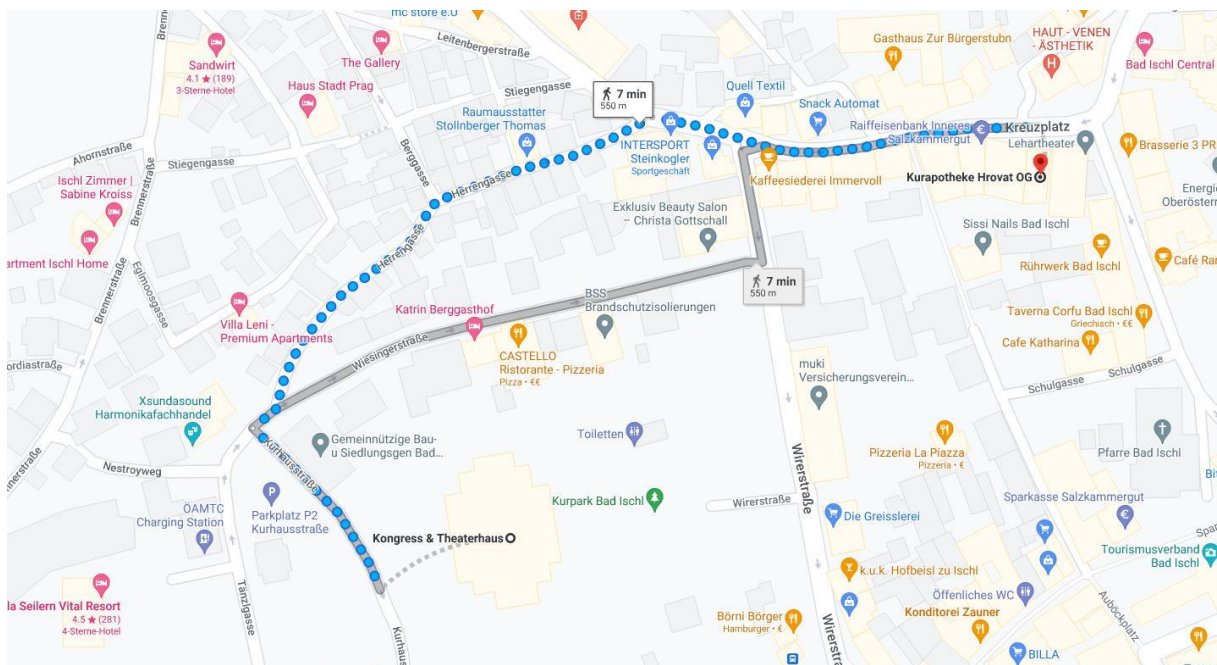 mc store e.U
Leitenbergerstraße
Gasthaus Zur Bürgerstubn
HAUT - VENEN
- ÄSTHETIK
Bad Ischl Central
Sandwirt
4.1 ★ (189)
3-Sterne-Hotel
The Gallery
Haus Stadt Prag
Stiegengasse
7 min
550 m
Quell Textil
Snack Automat
Raumausstatter
Stollnberger Thomas
Raiffeisenbank Inneres
Salzkammergut
Kreuzplatz
Lehartheater
Brasserie 3 PR
Ahornstraße
Stiegengasse
Berggasse
INTERSPORT
Steinkogler
Sportgeschäft
Kaffeesiederei Immervoll
Kurapotheke Hrovat OG
Ischl Zimmer |
Sabine Kroiss
Brennerstraße
Herrengasse
Energie
Oberösterr
Exklusiv Beauty Salon
– Christa Gottschall
Sissi Nails Bad Ischl
partment Ischl Home
Eglmoosgasse
Herrengasse
Rührwerk Bad Ischl
Café Ra
7 min
550 m
BSS
Brandschutzisolierungen
Katrin Berggasthof
Villa Leni -
Premium Apartments
Wiesingerstraße
Taverna Corfu Bad Ischl
Griechisch • €€
Cafe Katharina
CASTELLO
Ristorante - Pizzeria
Pizza • €€
ordiastraße
muki
Versicherungsverein...
Schulgasse
Schulgasse
Xsundasound
Harmonikafachhandel
Kurhausstraße
Gemeinnützige Bau-
u Siedlungsgen Bad...
Toiletten
Pizzeria La Piazza
Pizzeria • €
Pfarre Bad Ischl
Nestroyweg
Wirerstraße
Parkplatz P2
Kurhausstraße
Kurpark Bad Ischl
Wirerstraße
Sparkasse Salzkammergut
ÖAMTC
Charging Station
Die Greisslerei
Kongress & Theaterhaus
Tourismusverband
Bad Ischl
k.u.k. Hofbeisl zu Ischl
Öffentliches WC
la Seilern Vital Resort
4.5 ★ (281)
4-Sterne-Hotel
Tänzlgasse
Börni Börger
Hamburger • €
Konditorei Zauner
Auböckplatz
Wirerstraße
BILLA